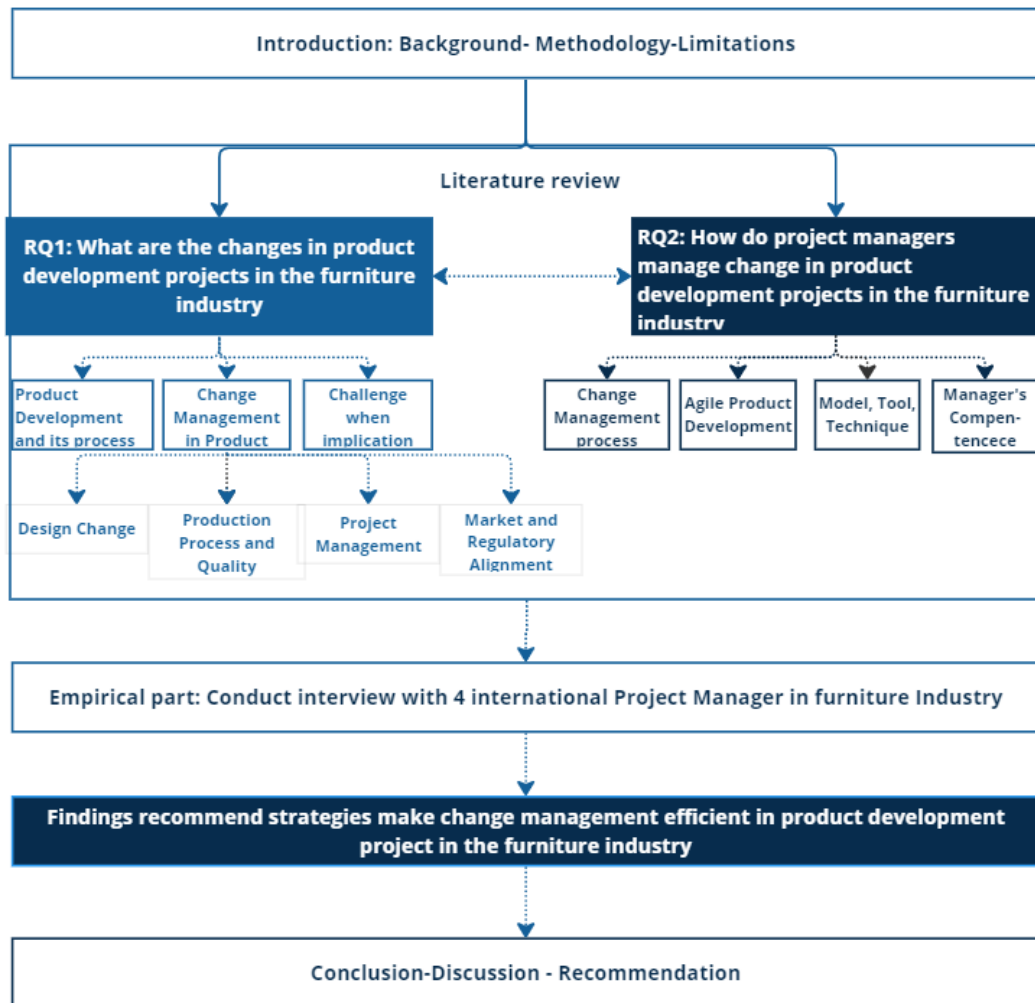 Introduction: Background- Methodology-Limitations
Literature review
RQ1: What are the changes in product
development projects in the furniture
industry
RQ2: How do project managers
manage change in product
development projects in the furniture
industry
Product
Development
and its process
Change
Management
in Product
Challenge
when
implication
Change
Management
process
Agile Product
Development
Model, Tool,
Technique
Manager's
Compen-
tencece
Design Change
Production
Process and
Quality
Project
Management
Market and
Regulatory
Alignment
Empirical part: Conduct interview with 4 international Project Manager in furniture Industry
Findings recommend strategies make change management efficient in product development
project in the furniture industry
Conclusion-Discussion - Recommendation